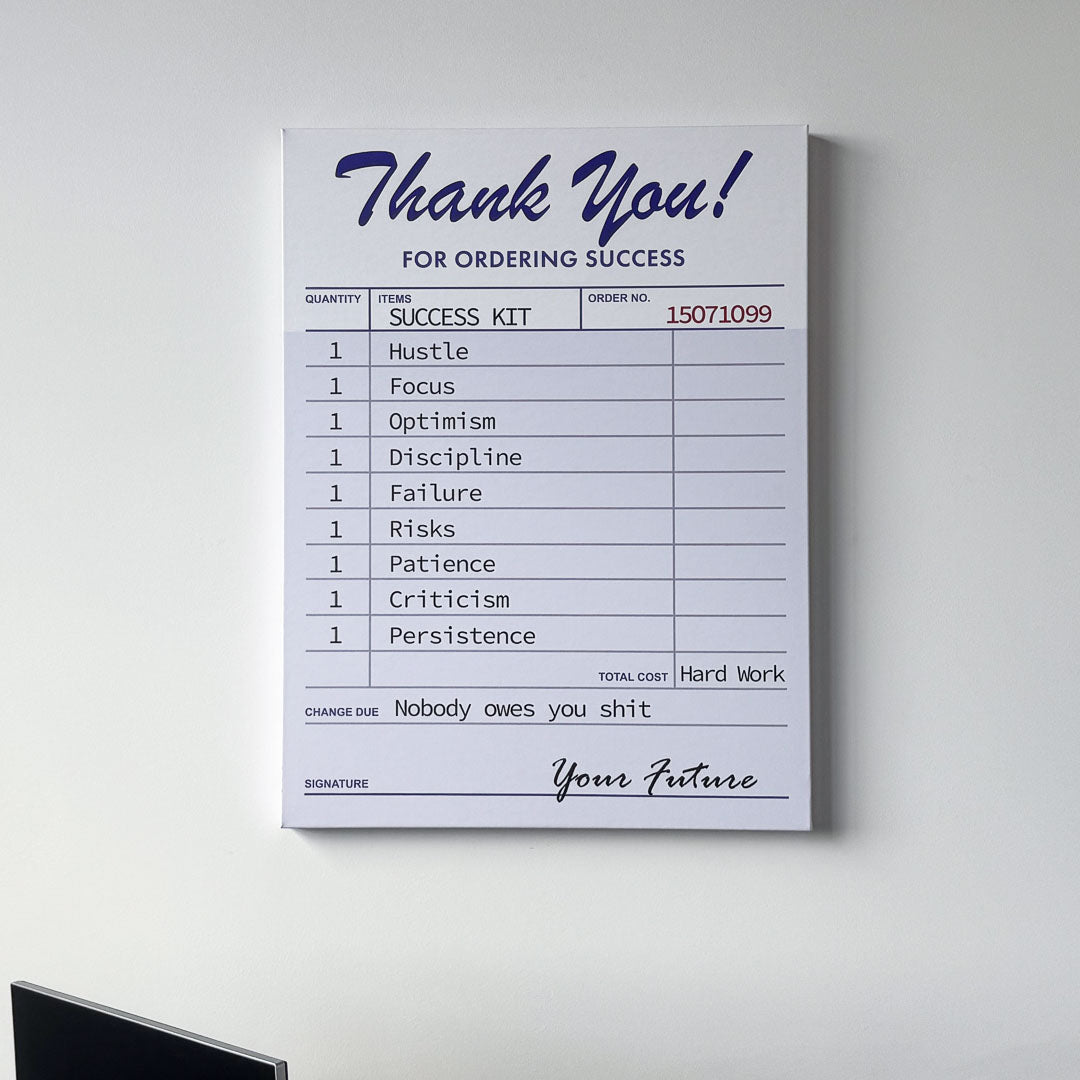 Thank You!
FOR ORDERING SUCCESS
QUANTITY ITEMS ORDER NO.
SUCCESS KIT 15071099
1 Hustle
1 Focus
1 Optimism
1 Discipline
1 Failure
1 Risks
1 Patience
1 Criticism
1 Persistence
TOTAL COST Hard Work
CHANGE DUE Nobody owes you shit
SIGNATURE Your Future